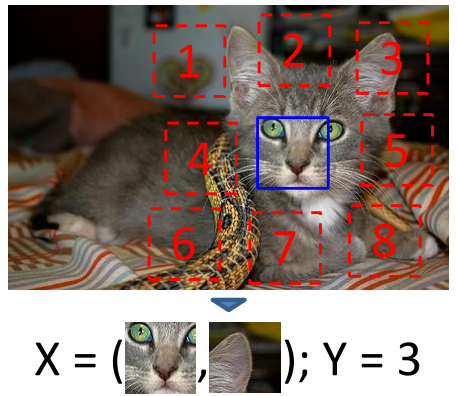 1 2 3
4 5
6 7 8
X = ( , ); Y = 3